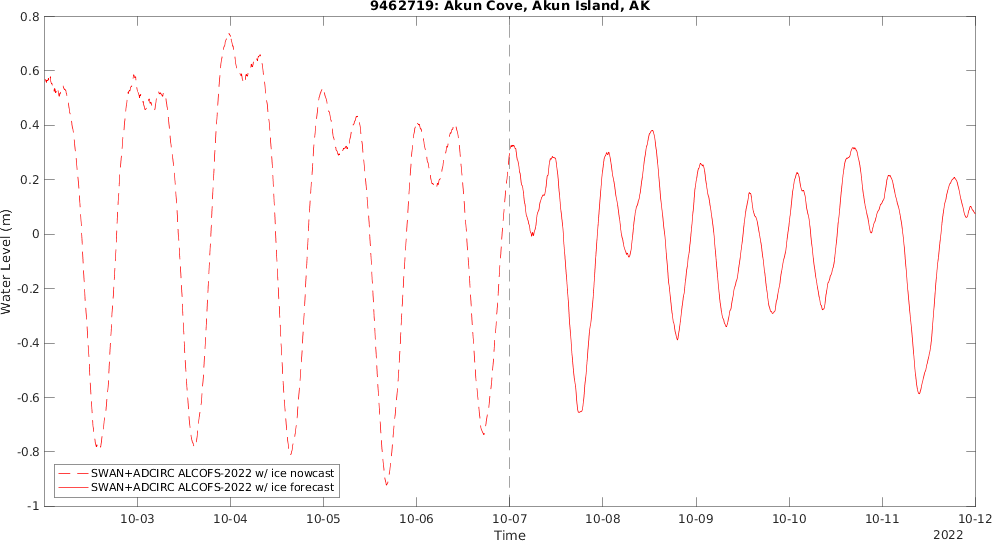 9462719: Akun Cove, Akun Island, AK
0.8
0.6
0.4
0.2
0
-0.2
-0.4
-0.6
-0.8
-1
Water Level (m)
SWAN+ADCIRC ALCOFS-2022 w/ ice nowcast
SWAN+ADCIRC ALCOFS-2022 w/ ice forecast
10-03 10-04 10-05 10-06 10-07 10-08 10-09 10-10 10-11 10-12
Time
2022